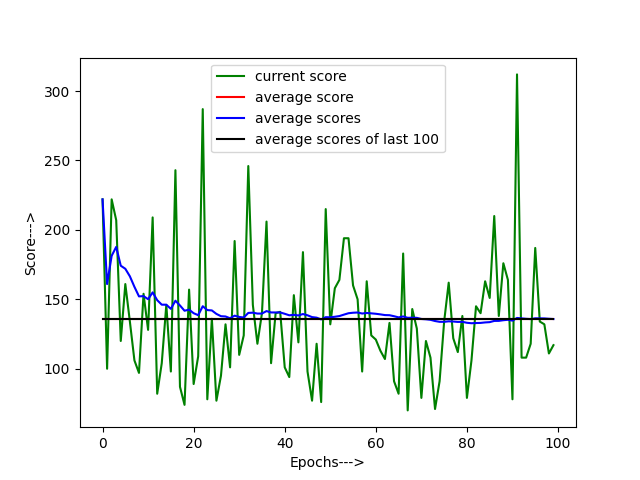 current score
average score
average scores
average scores of last 100
300
250
200
150
100
Score--->
0 20 40 60 80 100
Epochs--->